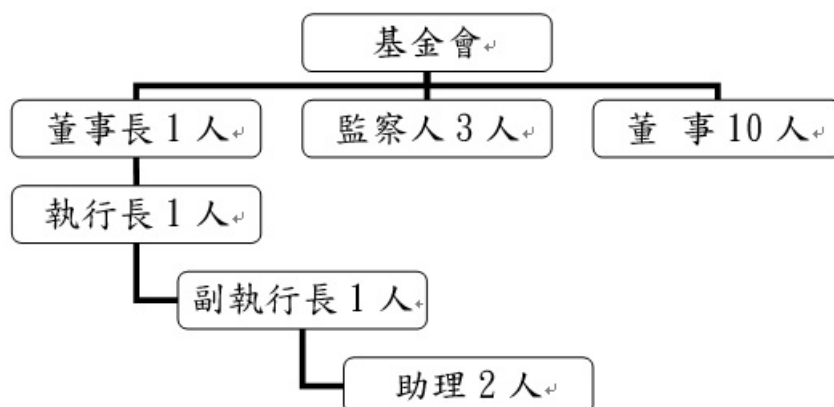 基金會
董事長 1 人
監察人 3 人
董 事 10 人
執行長 1 人
副執行長 1 人
助理 2 人